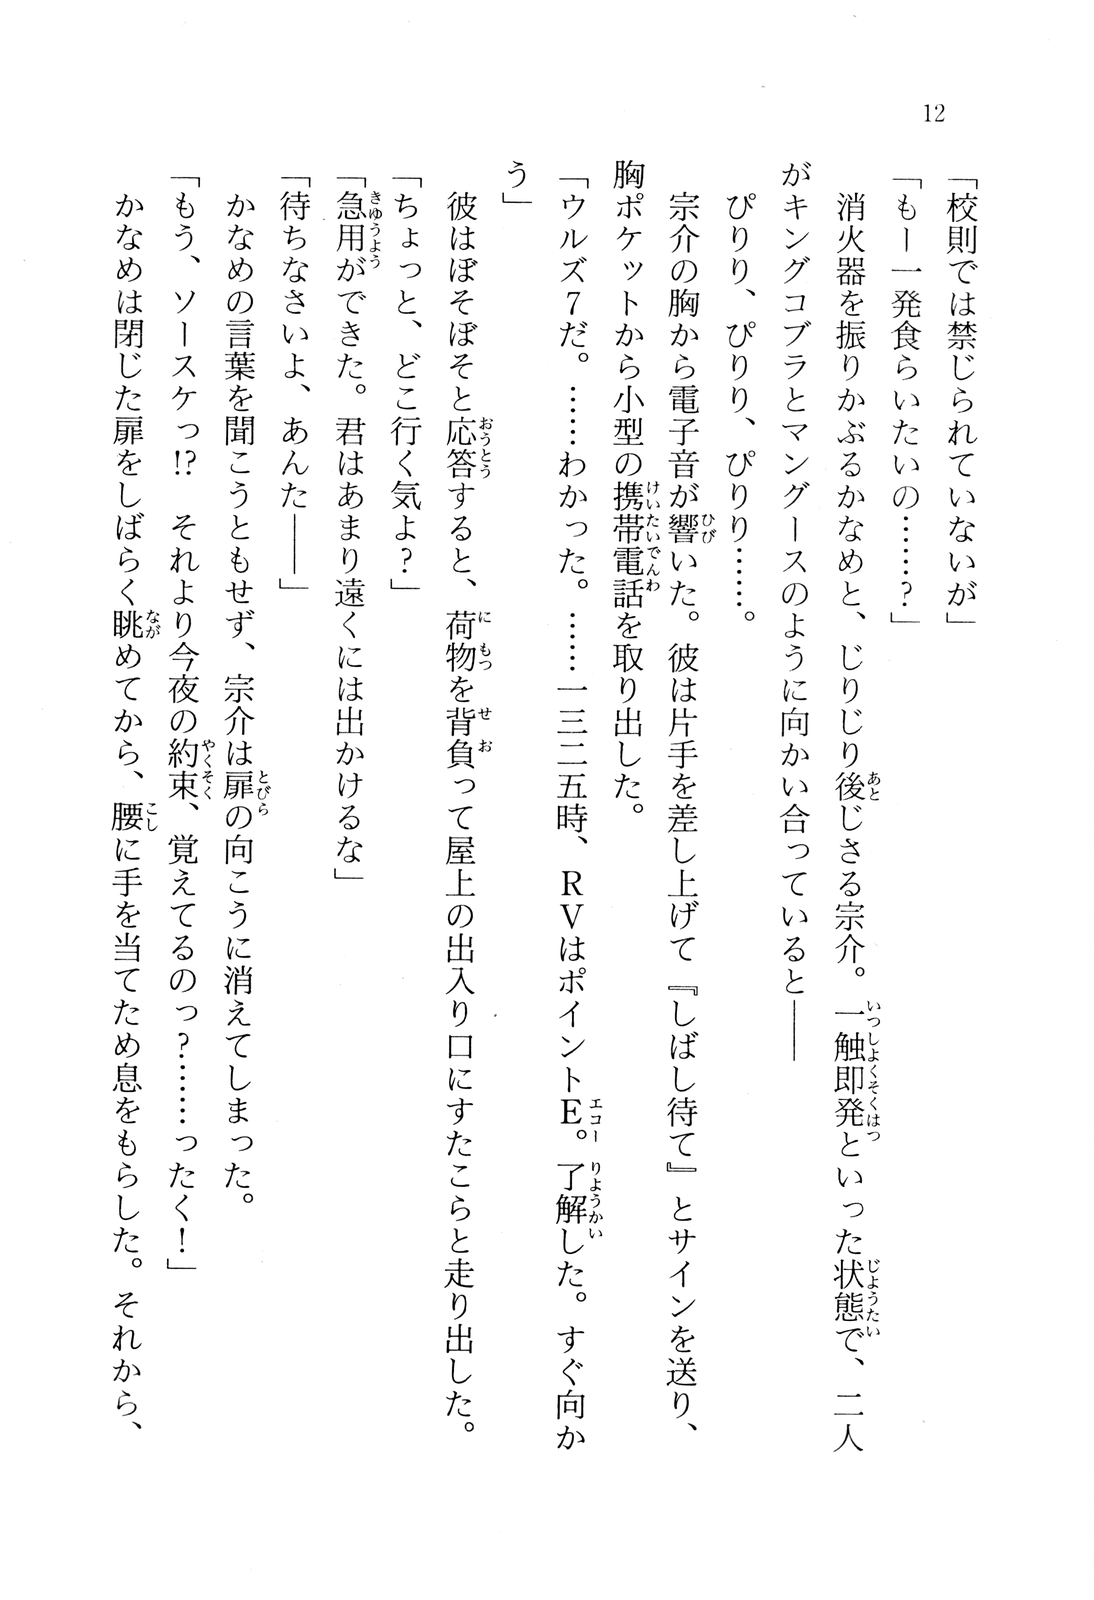 12
「校則では禁じられていないが」
「もー一発食らいたいの……？」
　消火器を振りかぶるかなめと、じりじり後じさる宗介。一触即発といった状態で、二人
がキングコブラとマングースのように向かい合っていると――
　ぴりり、ぴりり、ぴりり……。
　宗介の胸から電子音が響いた。彼は片手を差し上げて『しばし待て』とサインを送り、
胸ポケットから小型の携帯電話を取り出した。
「ウルズ７だ。……わかった。……一三二五時、ＲＶはポイントＥ。了解した。すぐ向か
う」
　彼はぼそぼそと応答すると、荷物を背負って屋上の出入り口にすたこらと走り出した。
「ちょっと、どこ行く気よ？」
「急用ができた。君はあまり遠くには出かけるな」
「待ちなさいよ、あんた――」
　かなめの言葉を聞こうともせず、宗介は扉の向こうに消えてしまった。
「もう、ソースケっ!?　それより今夜の約束、覚えてるのっ？……ったく！」
　かなめは閉じた扉をしばらく眺めてから、腰に手を当てため息をもらした。それから、